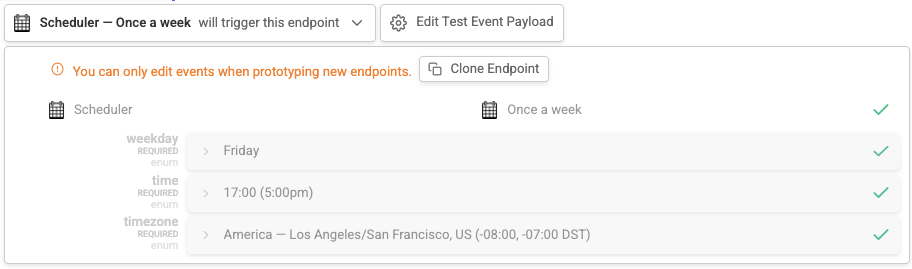 Scheduler — Once a week will trigger this endpoint
Edit Test Event Payload
You can only edit events when prototyping new endpoints.
Clone Endpoint
Scheduler
Once a week
weekday
REQUIRED
enum
Friday
time
REQUIRED
enum
17:00 (5:00pm)
timezone
REQUIRED
enum
America — Los Angeles/San Francisco, US (-08:00, -07:00 DST)